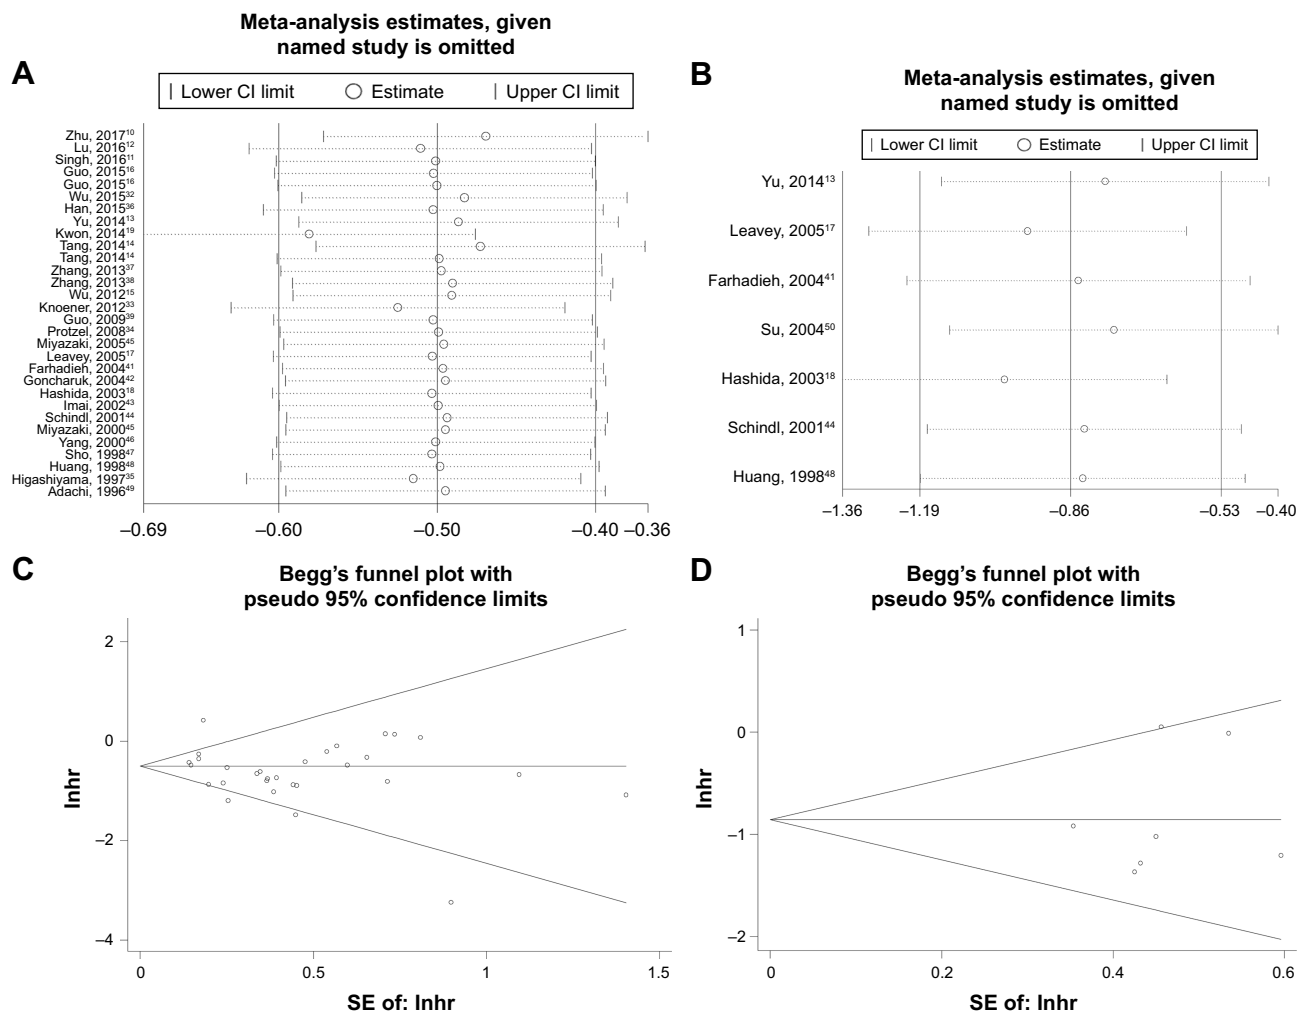 A
Meta-analysis estimates, given
named study is omitted
| Lower CI limit ○ Estimate | Upper CI limit
Zhu, 2017¹⁰
Lu, 2016¹²
Singh, 2016¹¹
Guo, 2015¹⁶
Guo, 2015¹⁶
Wu, 2015³²
Han, 2015³⁶
Yu, 2014¹³
Kwon, 2014¹⁹
Tang, 2014¹⁴
Tang, 2014¹⁴
Zhang, 2013³⁷
Zhang, 2013³⁸
Wu, 2012¹⁵
Knoener, 2012³³
Guo, 2009³⁹
Protzel, 2008³⁴
Miyazaki, 2005⁴⁵
Leavey, 2005¹⁷
Farhadieh, 2004⁴¹
Goncharuk, 2004⁴²
Hashida, 2003¹⁸
Imai, 2002⁴³
Schindl, 2001⁴⁴
Miyazaki, 2000⁴⁵
Yang, 2000⁴⁶
Sho, 1998⁴⁷
Huang, 1998⁴⁸
Higashiyama, 1997³⁵
Adachi, 1996⁴⁹
–0.69 –0.60 –0.50 –0.40 –0.36
B
Meta-analysis estimates, given
named study is omitted
| Lower CI limit ○ Estimate | Upper CI limit
Yu, 2014¹³
Leavey, 2005¹⁷
Farhadieh, 2004⁴¹
Su, 2004⁵⁰
Hashida, 2003¹⁸
Schindl, 2001⁴⁴
Huang, 1998⁴⁸
–1.36 –1.19 –0.86 –0.53 –0.40
C
Begg's funnel plot with
pseudo 95% confidence limits
lnhr
2
0
–2
–4
0 0.5 1 1.5
SE of: lnhr
D
Begg's funnel plot with
pseudo 95% confidence limits
lnhr
1
0
–1
–2
0 0.2 0.4 0.6
SE of: lnhr